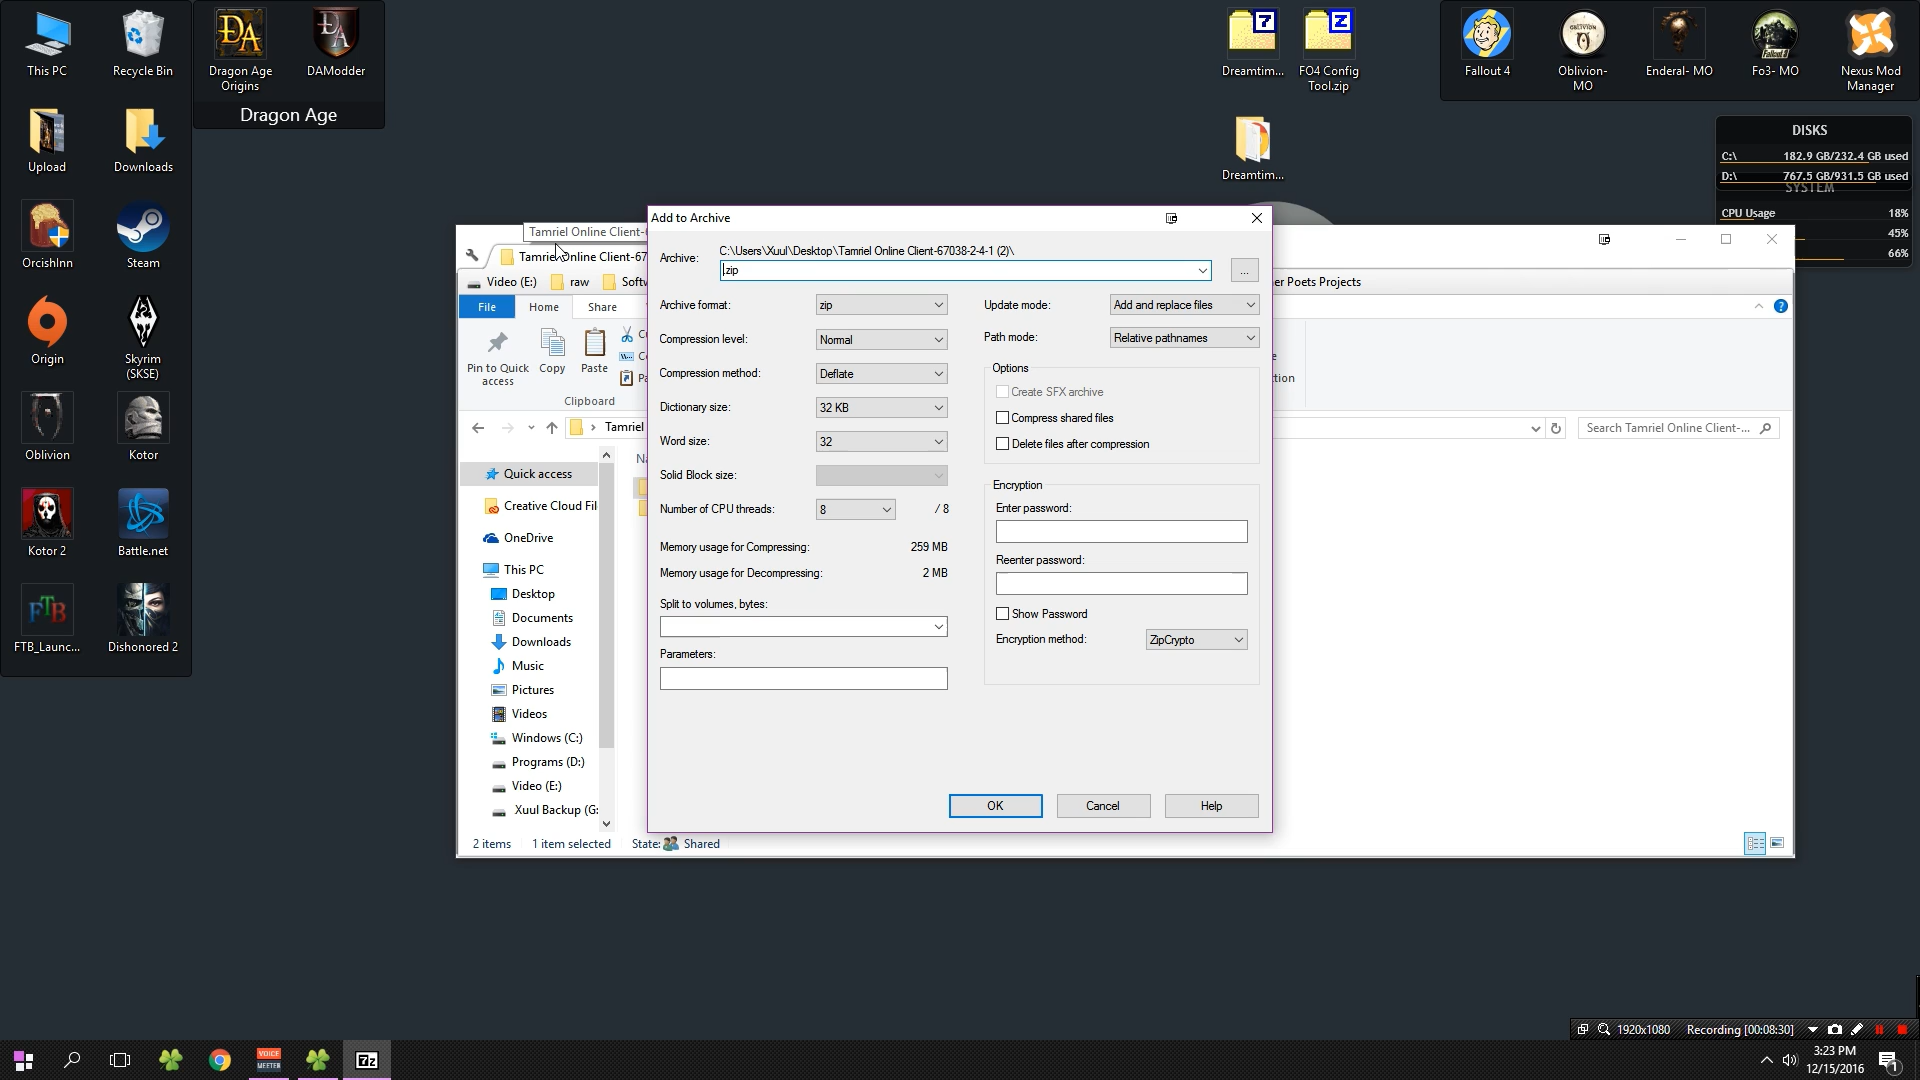 This PC
Recycle Bin
Dragon Age Origins
DAModder
Dragon Age
Upload
Downloads
OrcishInn
Steam
Origin
Skyrim (SKSE)
Oblivion
Kotor
Kotor 2
Battle.net
FTB_Launc...
Dishonored 2
Dreamtim...
FO4 Config Tool.zip
Dreamtim...
Fallout 4
Oblivion- MO
Enderal- MO
Fo3- MO
Nexus Mod Manager
DISKS
C:\ 182.9 GB/232.4 GB used
D:\ 767.5 GB/931.5 GB used
SYSTEM
CPU Usage 18%
45%
66%
Tamriel Online Client-6
Tamriel Online Client-67
Video (E:) raw Softw
er Poets Projects
File Home Share
Pin to Quick access
Copy
Paste
Clipboard
Tamriel
Search Tamriel Online Client-...
Quick access
Creative Cloud Fil
OneDrive
This PC
Desktop
Documents
Downloads
Music
Pictures
Videos
Windows (C:)
Programs (D:)
Video (E:)
Xuul Backup (G:
2 items 1 item selected State: Shared
Add to Archive
Archive: C:\Users\Xuul\Desktop\Tamriel Online Client-67038-2-4-1 (2)\
.zip
...
Archive format: zip
Compression level: Normal
Compression method: Deflate
Dictionary size: 32 KB
Word size: 32
Solid Block size:
Number of CPU threads: 8 / 8
Memory usage for Compressing: 259 MB
Memory usage for Decompressing: 2 MB
Split to volumes, bytes:
Parameters:
Update mode: Add and replace files
Path mode: Relative pathnames
Options
Create SFX archive
Compress shared files
Delete files after compression
Encryption
Enter password:
Reenter password:
Show Password
Encryption method: ZipCrypto
OK Cancel Help
1920x1080 Recording [00:08:30]
VOICE MEETER
7z
3:23 PM
12/15/2016
1